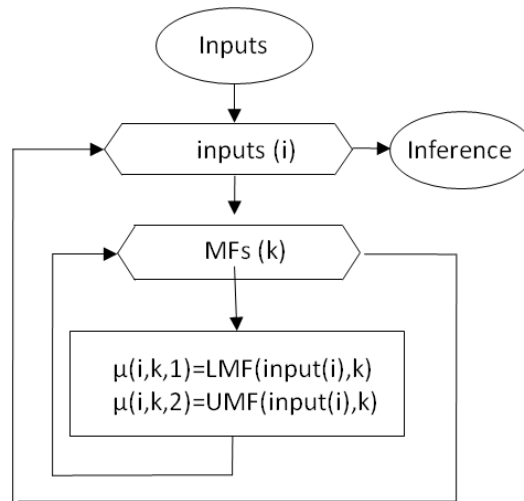 Inputs
inputs (i)
Inference
MFs (k)
μ(i,k,1)=LMF(input(i),k)
μ(i,k,2)=UMF(input(i),k)